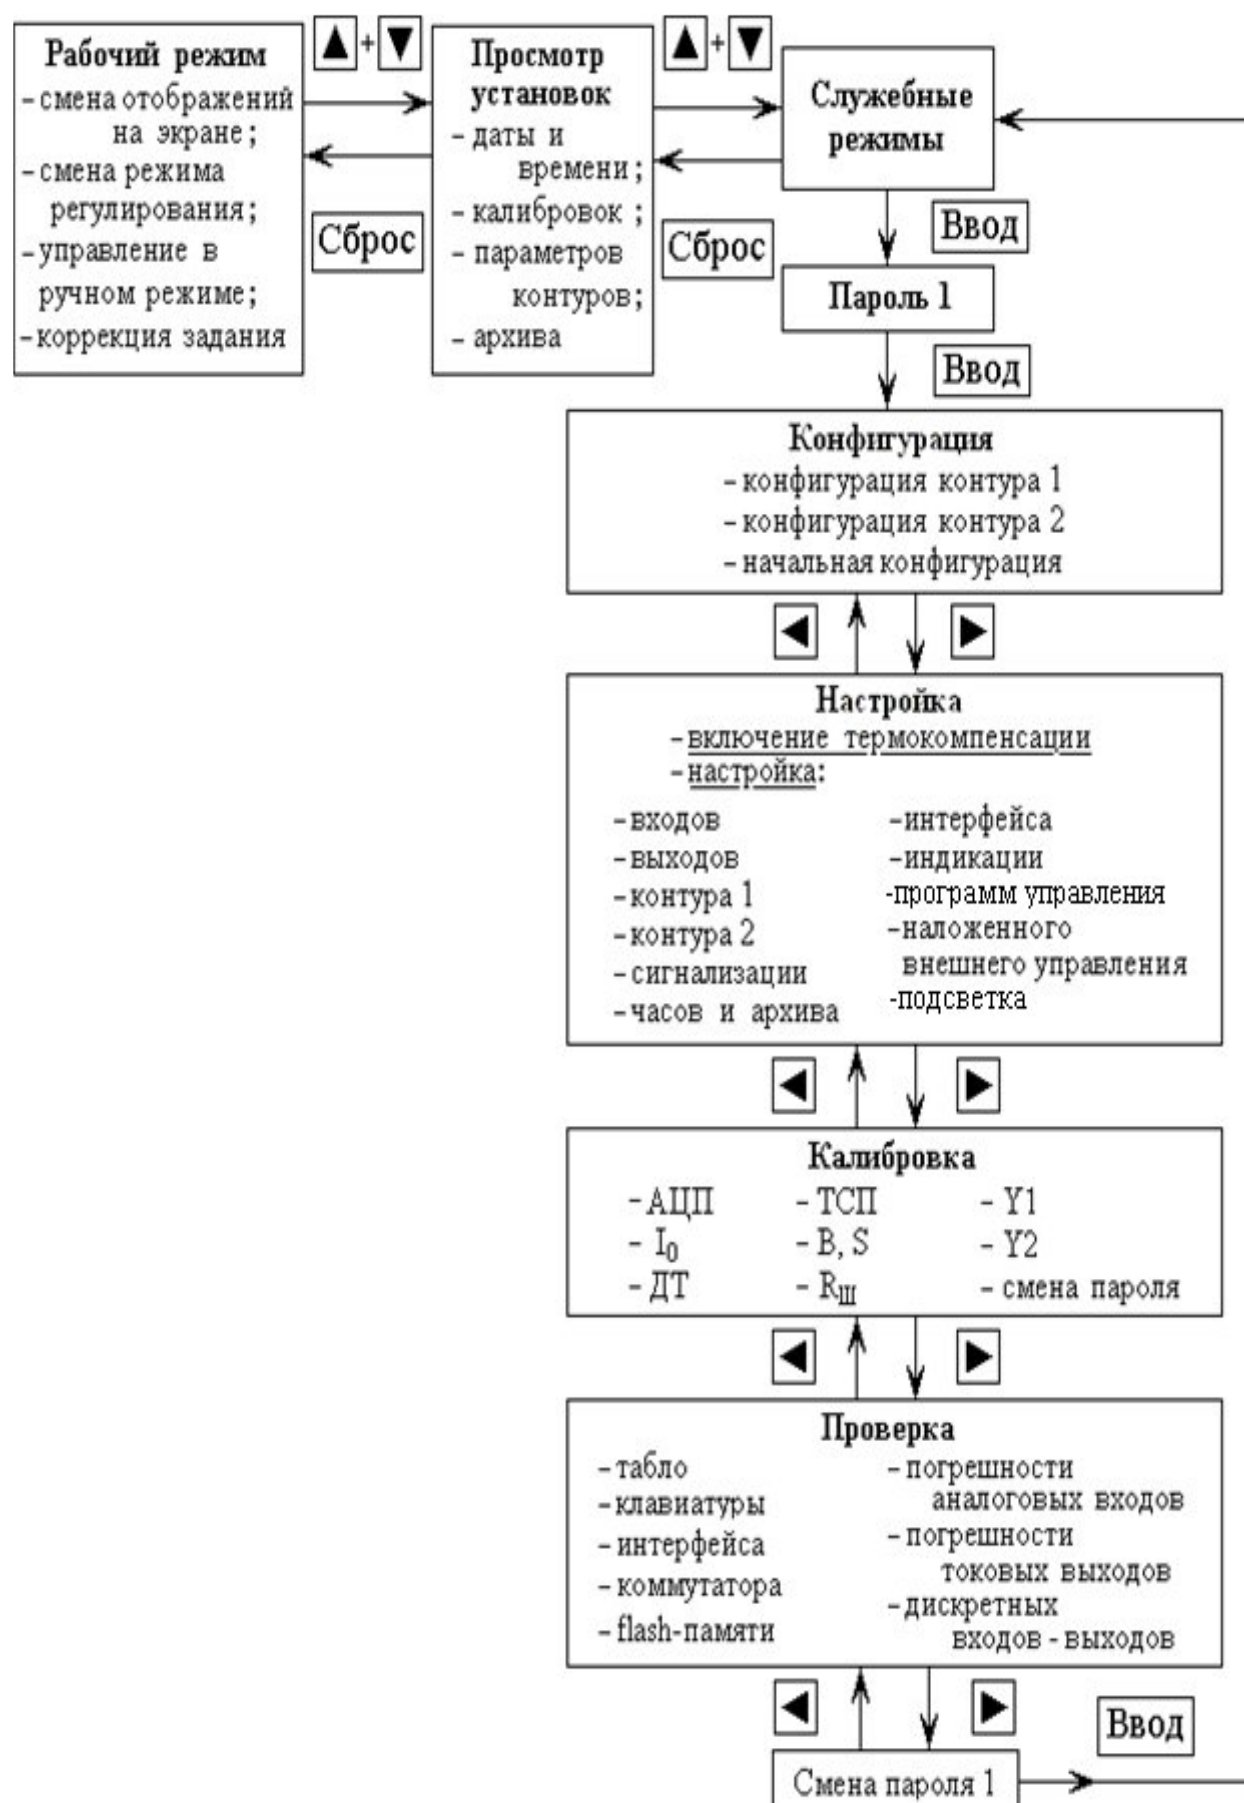 Рабочий режим
– смена отображений
на экране;
– смена режима
регулирования;
– управление в
ручном режиме;
– коррекция задания
▲ + ▼
Сброс
Просмотр
установок
– даты и
времени;
– калибровок ;
– параметров
контуров;
– архива
▲ + ▼
Сброс
Служебные
режимы
Ввод
Пароль 1
Ввод
Конфигурация
– конфигурация контура 1
– конфигурация контура 2
– начальная конфигурация
◀ ▶
Настройка
– включение термокомпенсации
– настройка:
– входов
– выходов
– контура 1
– контура 2
– сигнализации
– часов и архива
– интерфейса
– индикации
-программ управления
– наложенного
внешнего управления
-подсветка
◀ ▶
Калибровка
– АЦП
– I₀
– ДТ
– ТСП
– B, S
– RШ
– Y1
– Y2
– смена пароля
◀ ▶
Проверка
– табло
– клавиатуры
– интерфейса
– коммутатора
– flash-памяти
– погрешности
аналоговых входов
– погрешности
токовых выходов
– дискретных
входов - выходов
◀ ▶
Ввод
Смена пароля 1